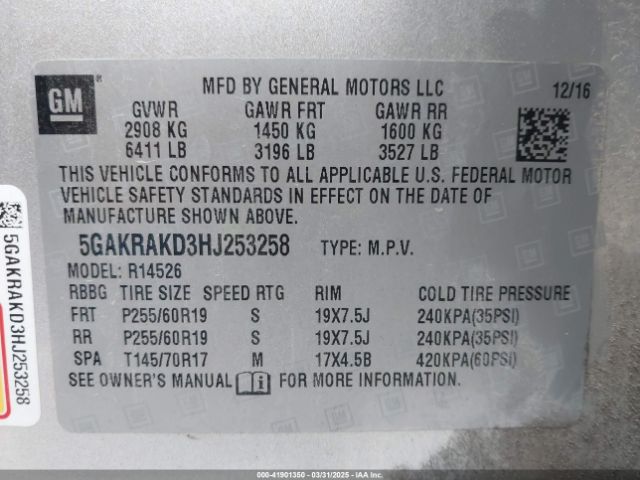 GM
MFD BY GENERAL MOTORS LLC
12/16
GVWR GAWR FRT GAWR RR
2908 KG 1450 KG 1600 KG
6411 LB 3196 LB 3527 LB
THIS VEHICLE CONFORMS TO ALL APPLICABLE U.S. FEDERAL MOTOR
VEHICLE SAFETY STANDARDS IN EFFECT ON THE DATE OF
MANUFACTURE SHOWN ABOVE.
5GAKRAKD3HJ253258 TYPE: M.P.V.
MODEL: R14526
RBBG TIRE SIZE SPEED RTG RIM COLD TIRE PRESSURE
FRT P255/60R19 S 19X7.5J 240KPA(35PSI)
RR P255/60R19 S 19X7.5J 240KPA(35PSI)
SPA T145/70R17 M 17X4.5B 420KPA(60PSI)
SEE OWNER'S MANUAL FOR MORE INFORMATION.
5GAKRAKD3HJ253258
000-41901350 - 03/31/2025 - IAAI.COM